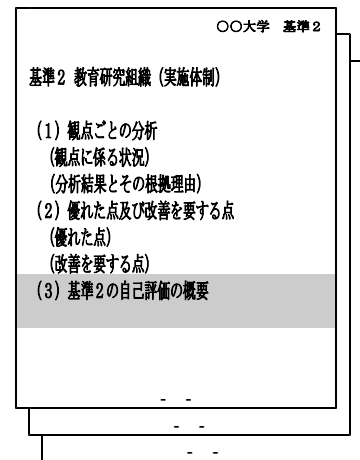 ○○大学 基準２
基準２ 教育研究組織（実施体制）
（１）観点ごとの分析
（観点に係る状況）
（分析結果とその根拠理由）
（２）優れた点及び改善を要する点
（優れた点）
（改善を要する点）
（３）基準２の自己評価の概要
- -
- -
- -